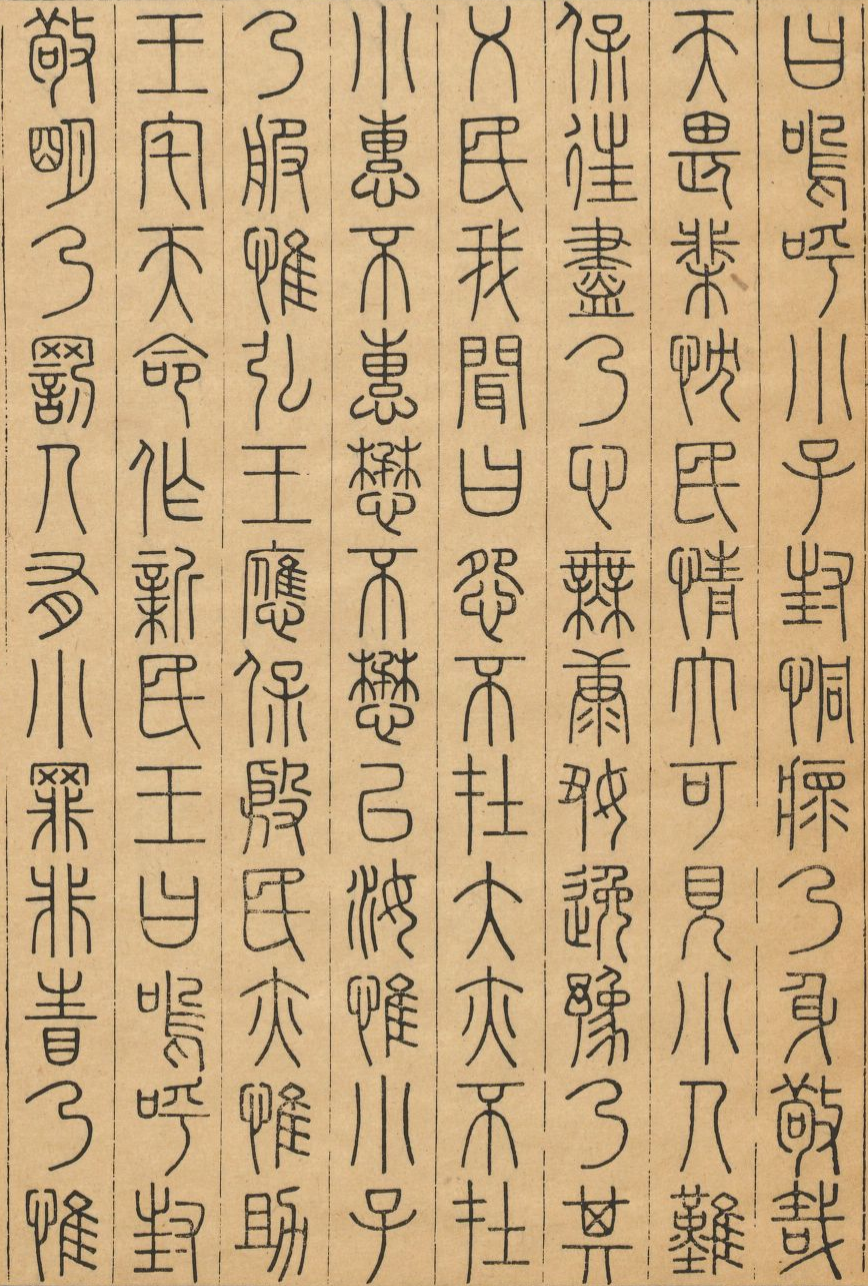 曰嗚呼小子封恫瘝乃身敬哉
天畏棐忱民情大可見小人難
保往盡乃心無康好逸豫乃其
乂民我聞曰怨不在大亦不在
小惠不惠懋不懋已汝惟小子
乃服惟弘王應保殷民亦惟助
王宅天命作新民王曰嗚呼封
敬明乃罰人有小罪非眚乃惟